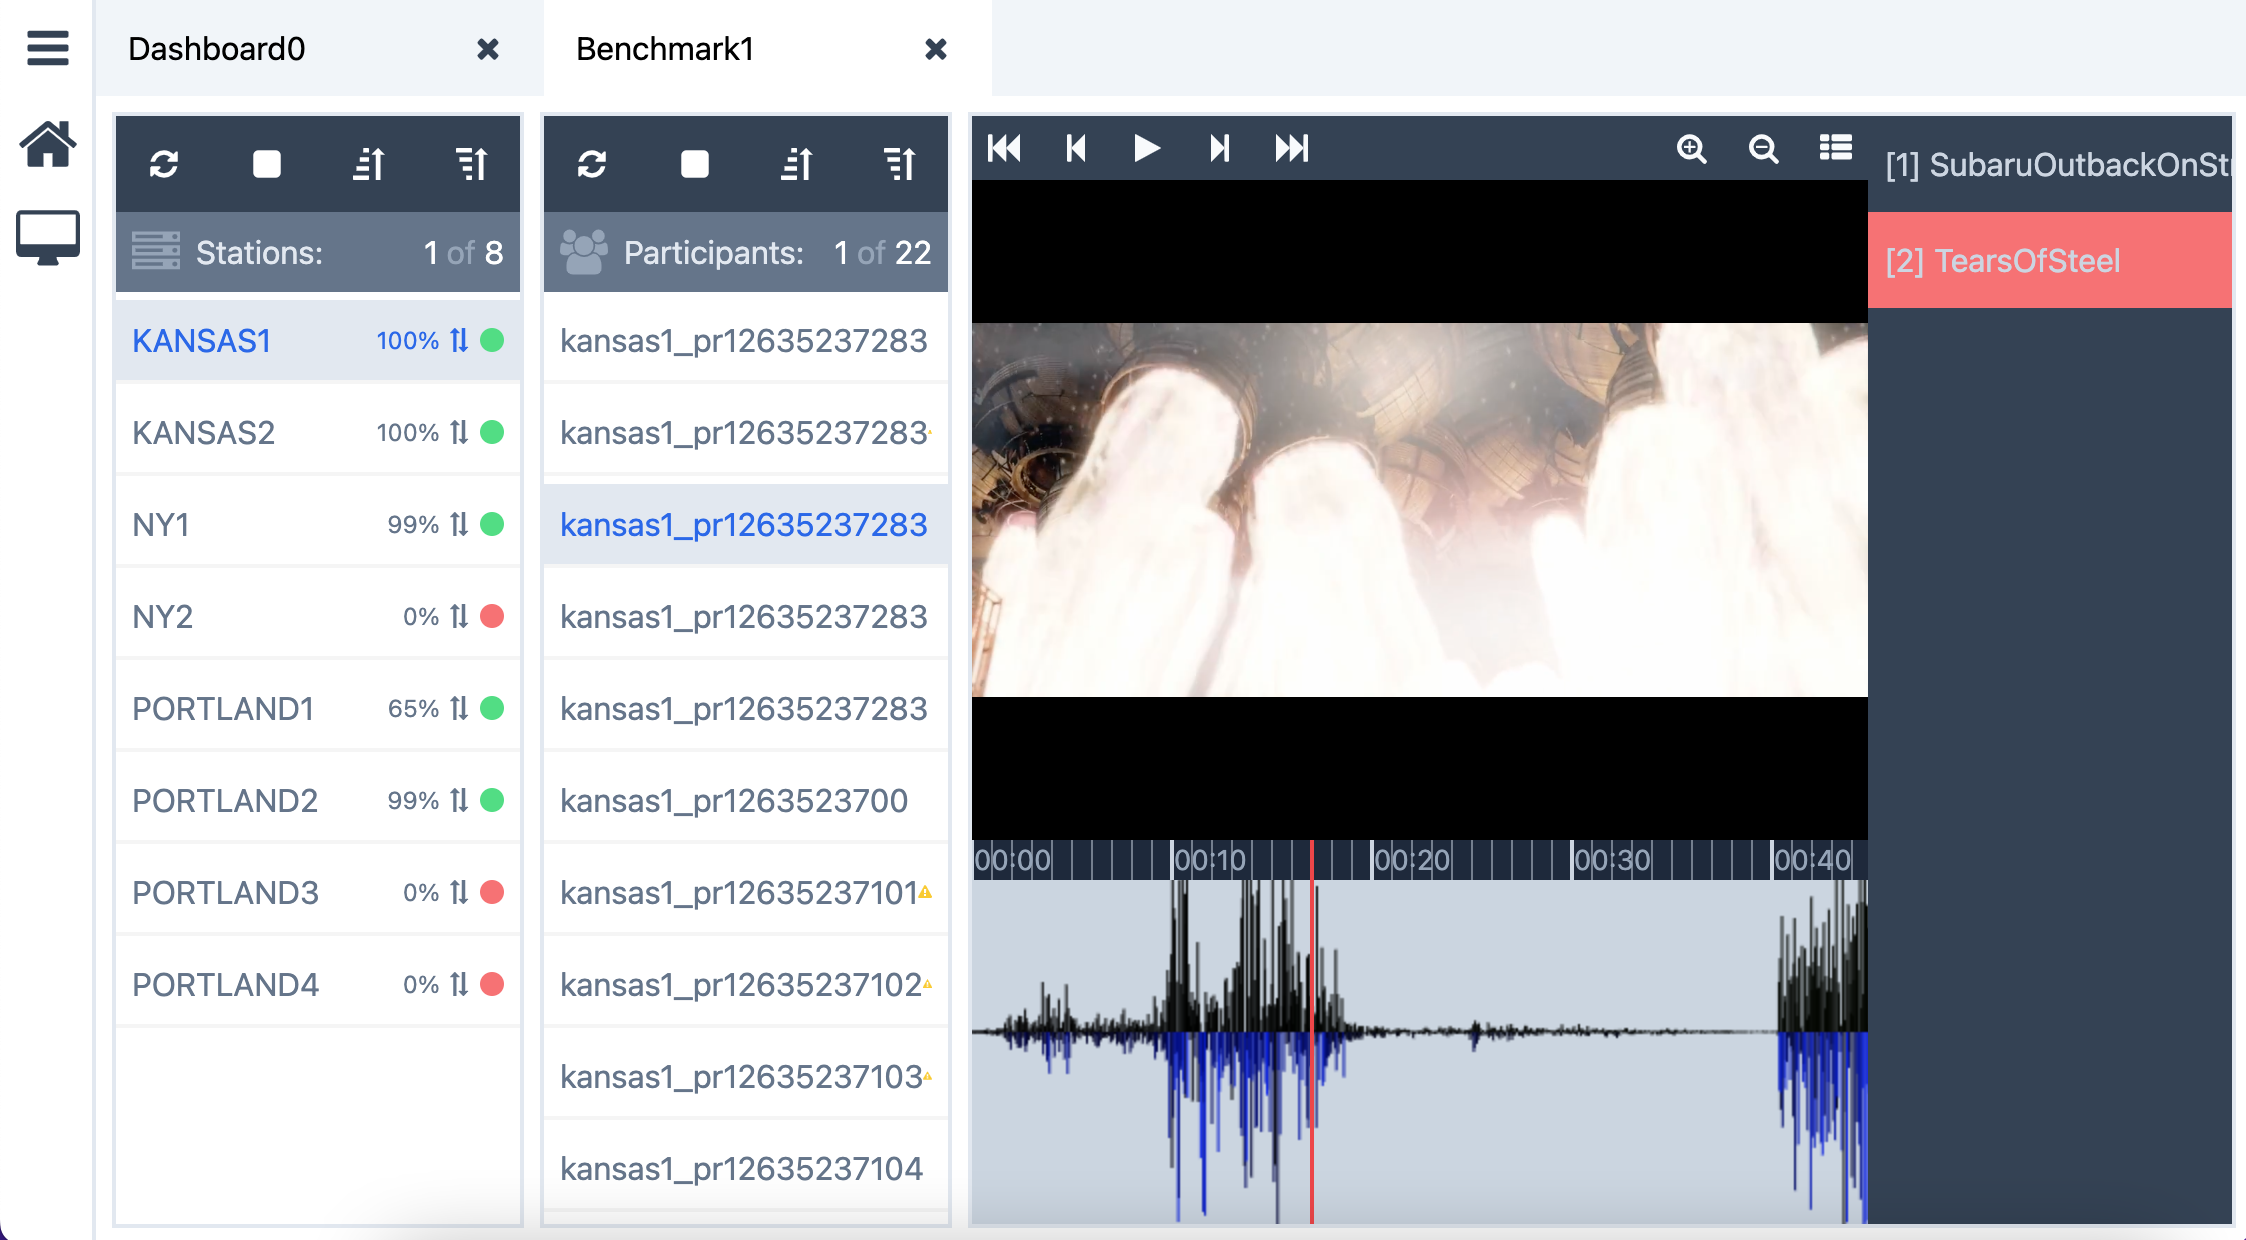 Dashboard0
Benchmark1
Stations: 1 of 8
KANSAS1 100%
KANSAS2 100%
NY1 99%
NY2 0%
PORTLAND1 65%
PORTLAND2 99%
PORTLAND3 0%
PORTLAND4 0%
Participants: 1 of 22
kansas1_pr12635237283
kansas1_pr12635237283
kansas1_pr12635237283
kansas1_pr12635237283
kansas1_pr12635237283
kansas1_pr1263523700
kansas1_pr12635237101
kansas1_pr12635237102
kansas1_pr12635237103
kansas1_pr12635237104
00:00 00:10 00:20 00:30 00:40
[1] SubaruOutbackOnStr
[2] TearsOfSteel